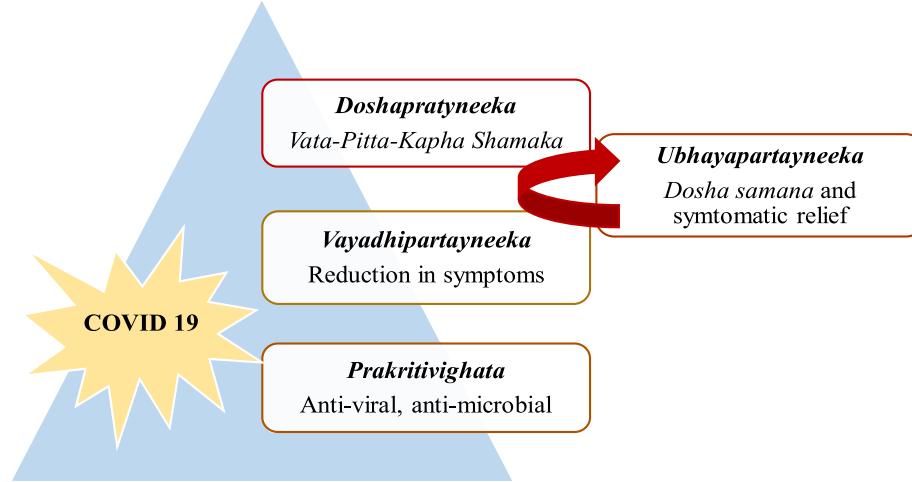 Doshapratyneeka
Vata-Pitta-Kapha Shamaka
Ubhayapartayneeka
Dosha samana and
symtomatic relief
Vayadhipartayneeka
Reduction in symptoms
COVID 19
Prakritivighata
Anti-viral, anti-microbial